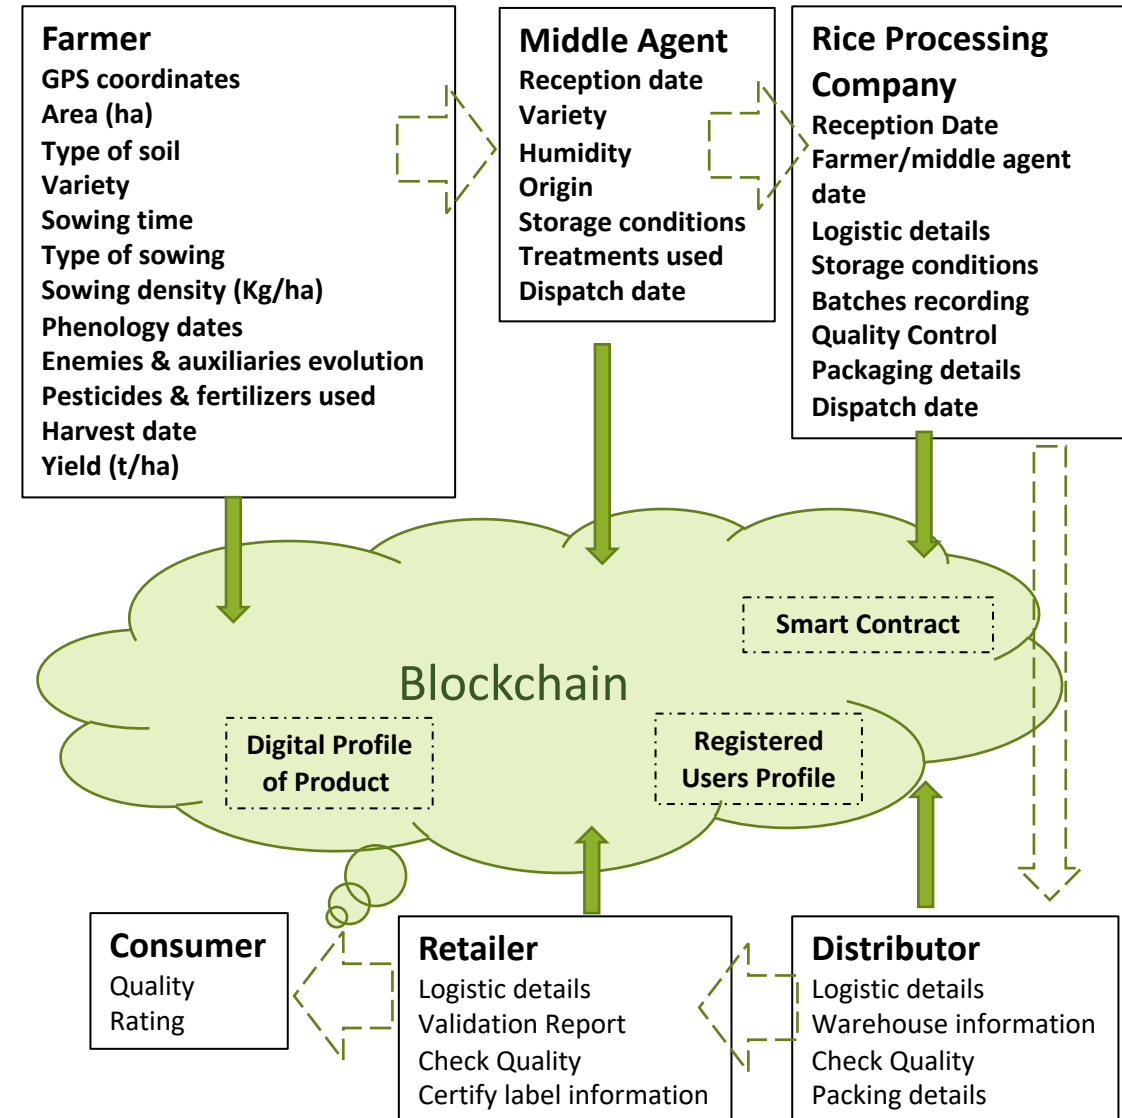 Farmer
GPS coordinates
Area (ha)
Type of soil
Variety
Sowing time
Type of sowing
Sowing density (Kg/ha)
Phenology dates
Enemies & auxiliaries evolution
Pesticides & fertilizers used
Harvest date
Yield (t/ha)
Middle Agent
Reception date
Variety
Humidity
Origin
Storage conditions
Treatments used
Dispatch date
Rice Processing
Company
Reception Date
Farmer/middle agent
date
Logistic details
Storage conditions
Batches recording
Quality Control
Packaging details
Dispatch date
Smart Contract
Blockchain
Digital Profile
of Product
Registered
Users Profile
Consumer
Quality
Rating
Retailer
Logistic details
Validation Report
Check Quality
Certify label information
Distributor
Logistic details
Warehouse information
Check Quality
Packing details